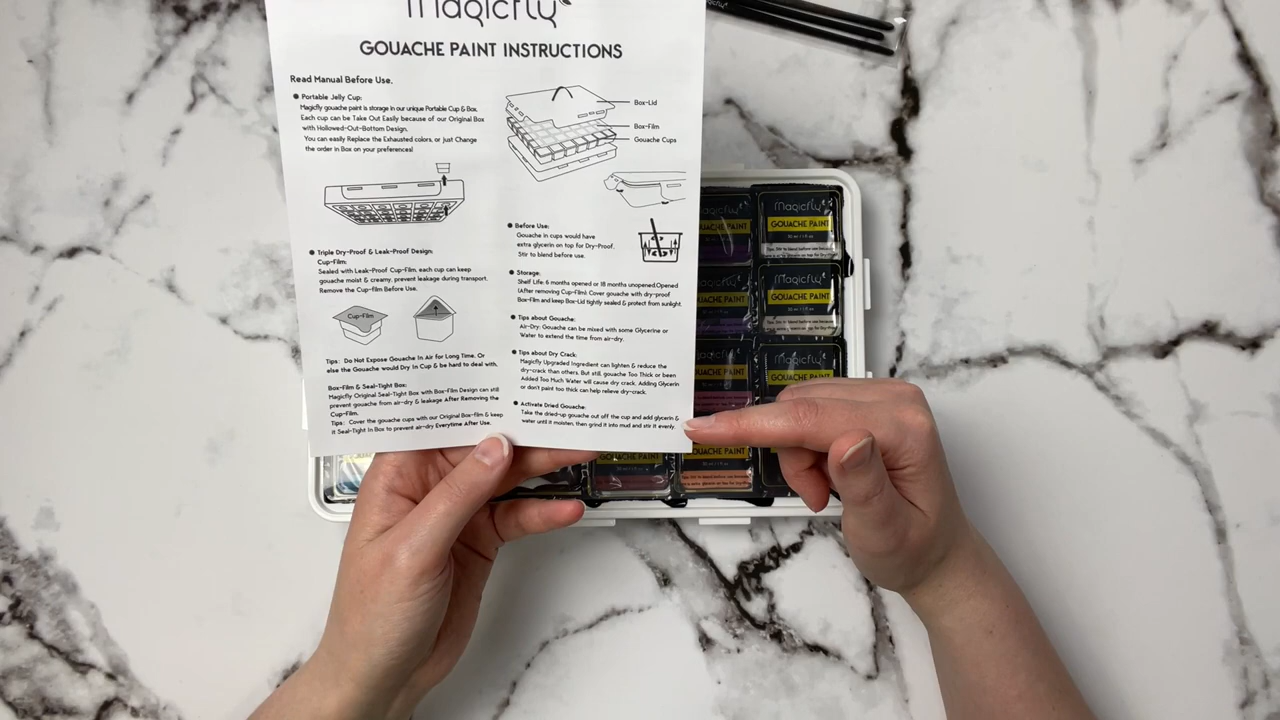 Magicfly
GOUACHE PAINT INSTRUCTIONS
Read Manual Before Use.
Portable Jelly Cup:
Magicfly gouache paint is storage in our unique Portable Cup & Box,
Each cup can be Take Out Easily because of our Original Box
with Hollowed-Out-Bottom Design,
You can easily Replace the Exhausted colors, or Just Change
the order in Box on your preferences!
Triple Dry-Proof & Leak-Proof Design:
Cup-Film:
Sealed with Leak-Proof Cup-Film, each cup can keep
gouache moist & creamy, prevent leakage during transport.
Remove the Cup-film Before Use.
Cup-Film
Tips: Do Not Expose Gouache In Air for Long Time, Or
else the Gouache would Dry In Cup & be hard to deal with.
Box-Film & Seal-Tight Box:
Magicfly Original Seal-Tight Box with Box-Film Design can still
prevent gouache from air-dry & leakage After Removing the
Cup-Film.
Tips: Cover the gouache cups with our Original Box-film & keep
it Seal-Tight In Box to prevent air-dry Everytime After Use.
Box-Lid
Box-Film
Gouache Cups
Before Use:
Gouache in cups would have
extra glycerin on top for Dry-Proof.
Stir to blend before use.
Storage:
Shelf Life: 6 months opened or 18 months unopened.Opened
(After removing Cup-Film): Cover gouache with dry-proof
Box-Film and keep Box-Lid tightly sealed & protect from sunlight.
Tips about Gouache:
Air-Dry: Gouache can be mixed with some Glycerine or
Water to extend the time from air-dry.
Tips about Dry Crack:
Magicfly Upgraded Ingredient can lighten & reduce the
dry-crack than others. But still, gouache Too Thick or been
Added Too Much Water will cause dry crack. Adding Glycerin
or don't paint too thick can help relieve dry-crack.
Activate Dried Gouache:
Take the dried-up gouache out off the cup and add glycerin &
water until it moisten, then grind it into mud and stir it evenly.
Magicfly
GOUACHE PAINT
30 ml / 1 fl oz
Magicfly
GOUACHE PAINT
Magicfly
GOUACHE PAINT
GOUACHE PAINT
GOUACHE PAINT